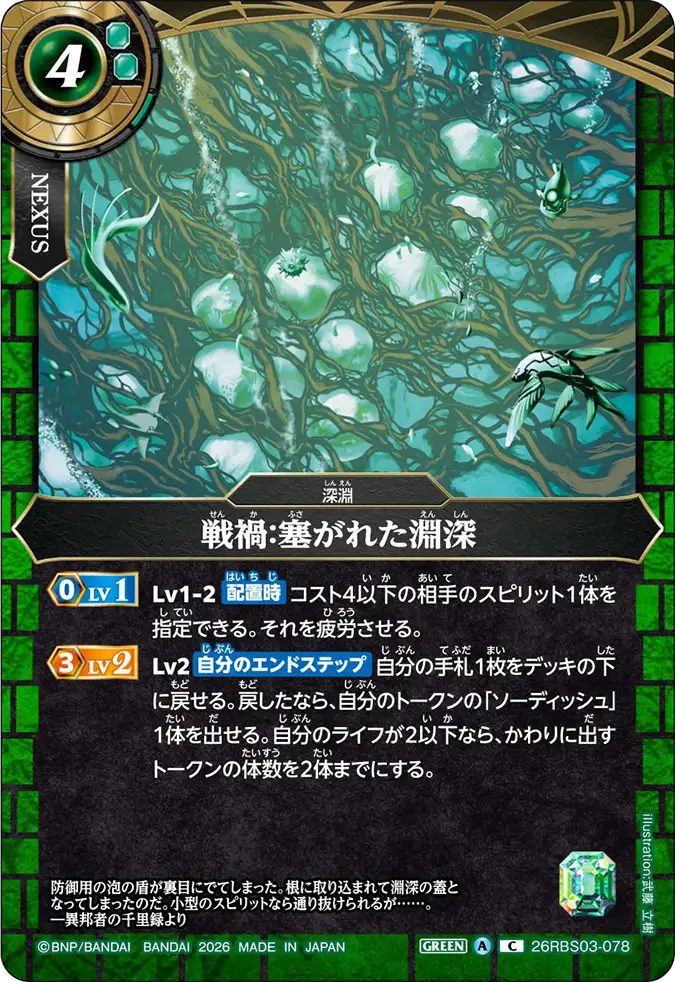 4
NEXUS
深淵
戦禍:塞がれた淵深
0 LV1 Lv1-2 配置時 コスト4以下の相手のスピリット1体を
指定できる。それを疲労させる。
3 LV2 Lv2 自分のエンドステップ 自分の手札1枚をデッキの下
に戻せる。戻したなら、自分のトークンの「ソーディッシュ」
1体を出せる。自分のライフが2以下なら、かわりに出す
トークンの体数を2体までにする。
防御用の泡の盾が裏目にでてしまった。根に取り込まれて淵深の蓋と
なってしまったのだ。小型のスピリットなら通り抜けられるが……。
―異邦者の千里録より
illustration:武藤 立樹
©BNP/BANDAI BANDAI 2026 MADE IN JAPAN GREEN A C 26RBS03-078